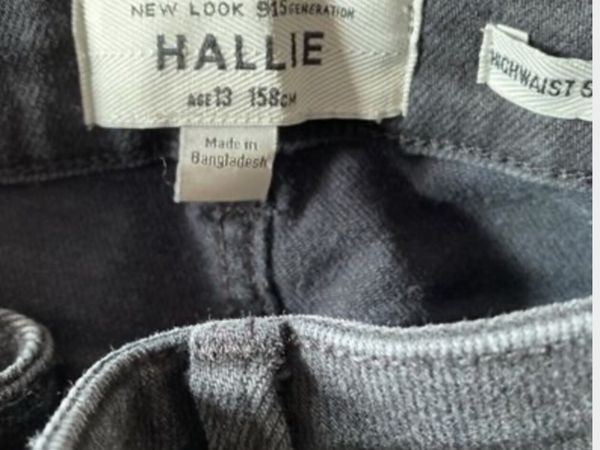 NEW LOOK 915 GENERATION
HALLIE
AGE 13 158CM
Made in
Bangladesh
HIGHWAIST S